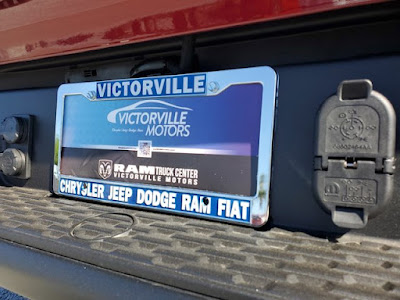 VICTORVILLE
VICTORVILLE
MOTORS
RAM TRUCK CENTER
VICTORVILLE MOTORS
CHRYSLER JEEP DODGE RAM FIAT